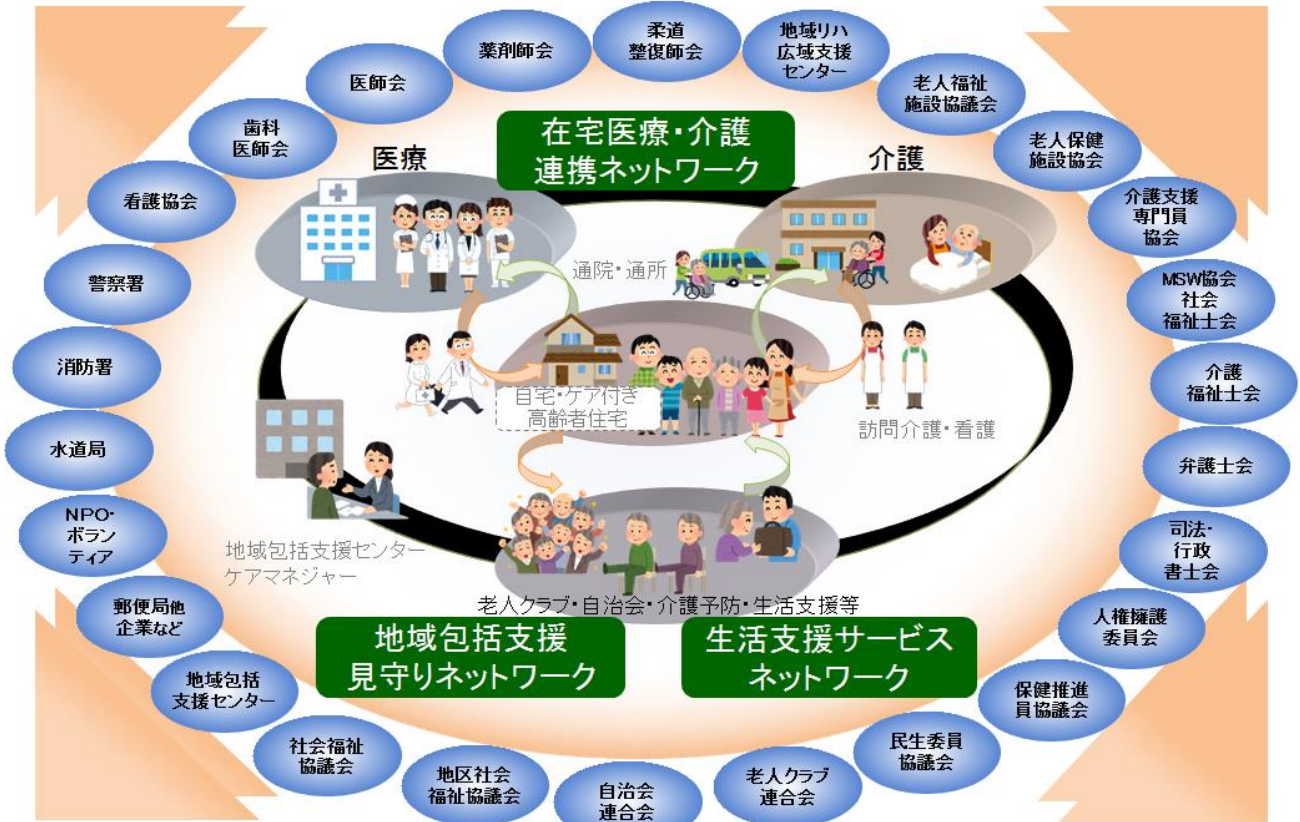 薬剤師会
柔道
整復師会
地域リハ
広域支援
センター
医師会
老人福祉
施設協議会
歯科
医師会
老人保健
施設協会
看護協会
介護支援
専門員
協会
警察署
MSW協会
社会
福祉士会
消防署
介護
福祉士会
水道局
弁護士会
NPO・
ボラン
ティア
司法・
行政
書士会
郵便局他
企業など
人権擁護
委員会
地域包括
支援センター
保健推進
員協議会
社会福祉
協議会
民生委員
協議会
地区社会
福祉協議会
老人クラブ
連合会
自治会
連合会
在宅医療・介護
連携ネットワーク
医療
介護
通院・通所
自宅・ケア付き
高齢者住宅
訪問介護・看護
地域包括支援センター
ケアマネジャー
老人クラブ・自治会・介護予防・生活支援等
地域包括支援
見守りネットワーク
生活支援サービス
ネットワーク